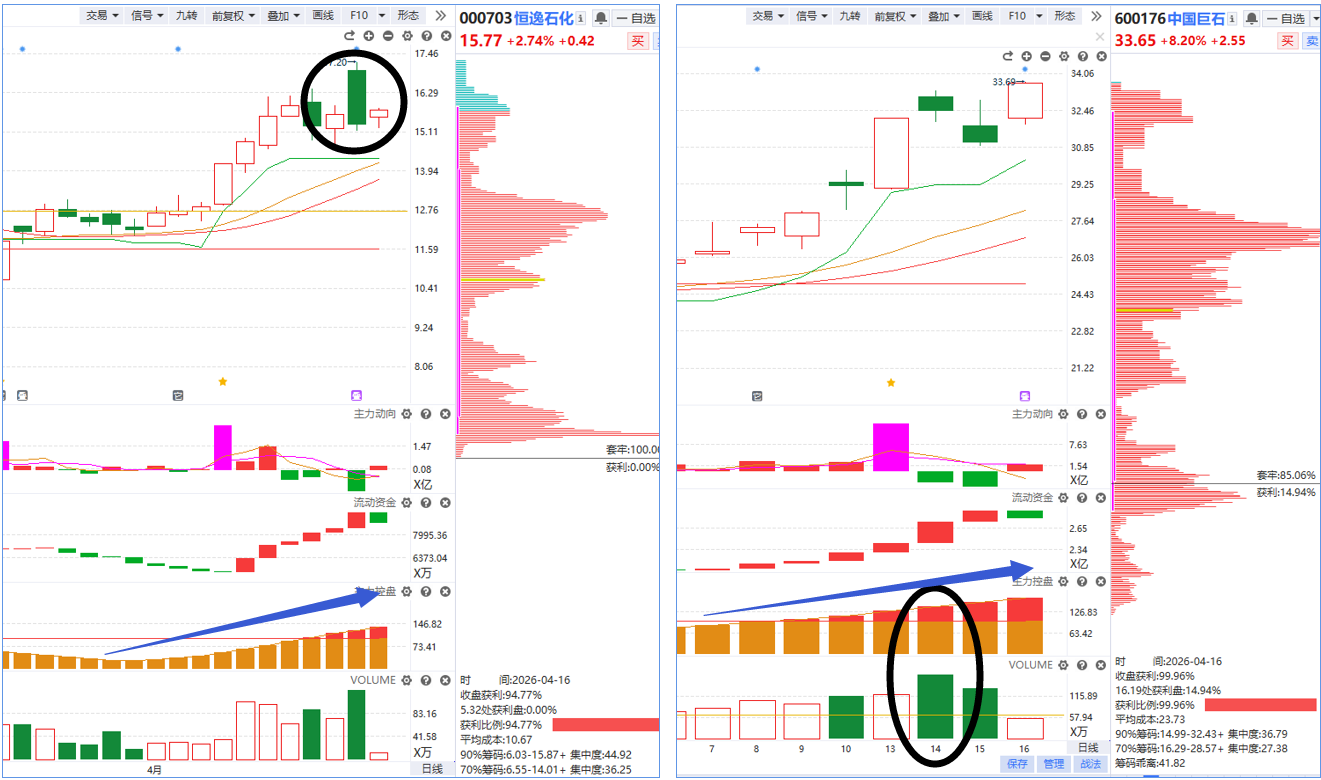 交易 信号 九转 前复权 叠加 画线 F10 形态
000703 恒逸石化 自选
15.77 +2.74% +0.42 买
17.46
16.29
15.11
13.94
12.76
11.59
10.41
9.24
8.06
套牢:100.00
获利:0.00%
主力动向
1.47
0.08
X亿
流动资金
7995.36
6373.04
X万
主力控盘
146.82
73.41
VOLUME
83.16
41.58
X万
4月
日线
时 间:2026-04-16
收盘获利:94.77%
5.32处获利盘:0.00%
获利比例:94.77%
平均成本:10.67
90%筹码:6.03-15.87+ 集中度:44.92
70%筹码:6.55-14.01+ 集中度:36.25
交易 信号 九转 前复权 叠加 画线 F10 形态
600176 中国巨石 自选
33.65 +8.20% +2.55 买 卖
33.69
34.06
32.46
30.85
29.25
27.64
26.03
24.43
22.82
21.22
套牢:85.06%
获利:14.94%
主力动向
7.63
1.54
X亿
流动资金
2.65
2.34
X亿
主力控盘
126.83
63.42
VOLUME
115.89
57.94
X万
7 8 9 10 13 14 15 16
日线
保存 管理 战法
时 间:2026-04-16
收盘获利:99.96%
16.19处获利盘:14.94%
获利比例:99.96%
平均成本:23.73
90%筹码:14.99-32.43+ 集中度:36.79
70%筹码:16.29-28.57+ 集中度:27.38
筹码乖离:41.82